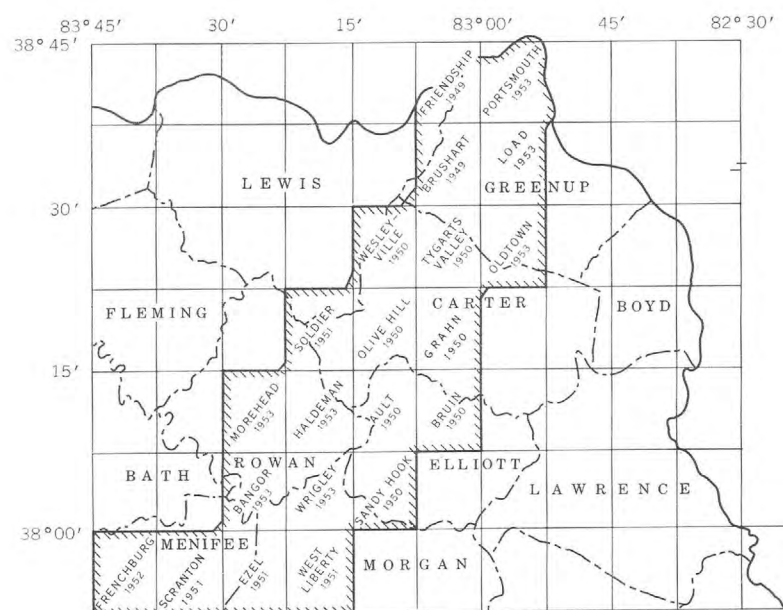 83°45′ 30′ 15′ 83°00′ 45′ 82°30′
38°45′
FRIENDSHIP
1949
PORTSMOUTH
1953
BRUSHART
1949
LOAD
1953
LEWIS
GREENUP
30′
WESLEY-
VILLE
1950
TYGARTS
VALLEY
1950
OLDTOWN
1953
FLEMING
SOLDIER
1951
OLIVE HILL
1950
CARTER
GRAHN
1950
BOYD
15′
MOREHEAD
1953
HALDEMAN
1953
AULT
1950
BRUIN
1950
BATH
ROWAN
BANGOR
1953
WRIGLEY
1953
SANDY HOOK
1950
ELLIOTT
LAWRENCE
38°00′
MENIFEE
FRENCHBURG
1952
SCRANTON
1951
EZEL
1951
WEST
LIBERTY
1951
MORGAN